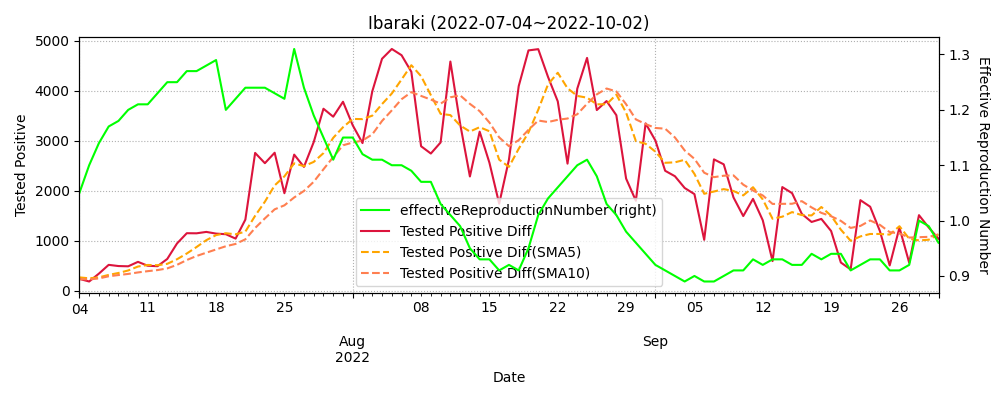 Ibaraki (2022-07-04~2022-10-02)
5000
4000
3000
2000
1000
0
Tested Positive
1.3
1.2
1.1
1.0
0.9
Effective Reproduction Number
effectiveReproductionNumber (right)
Tested Positive Diff
Tested Positive Diff(SMA5)
Tested Positive Diff(SMA10)
04 11 18 25 08 15 22 29 05 12 19 26
Aug Sep
2022
Date